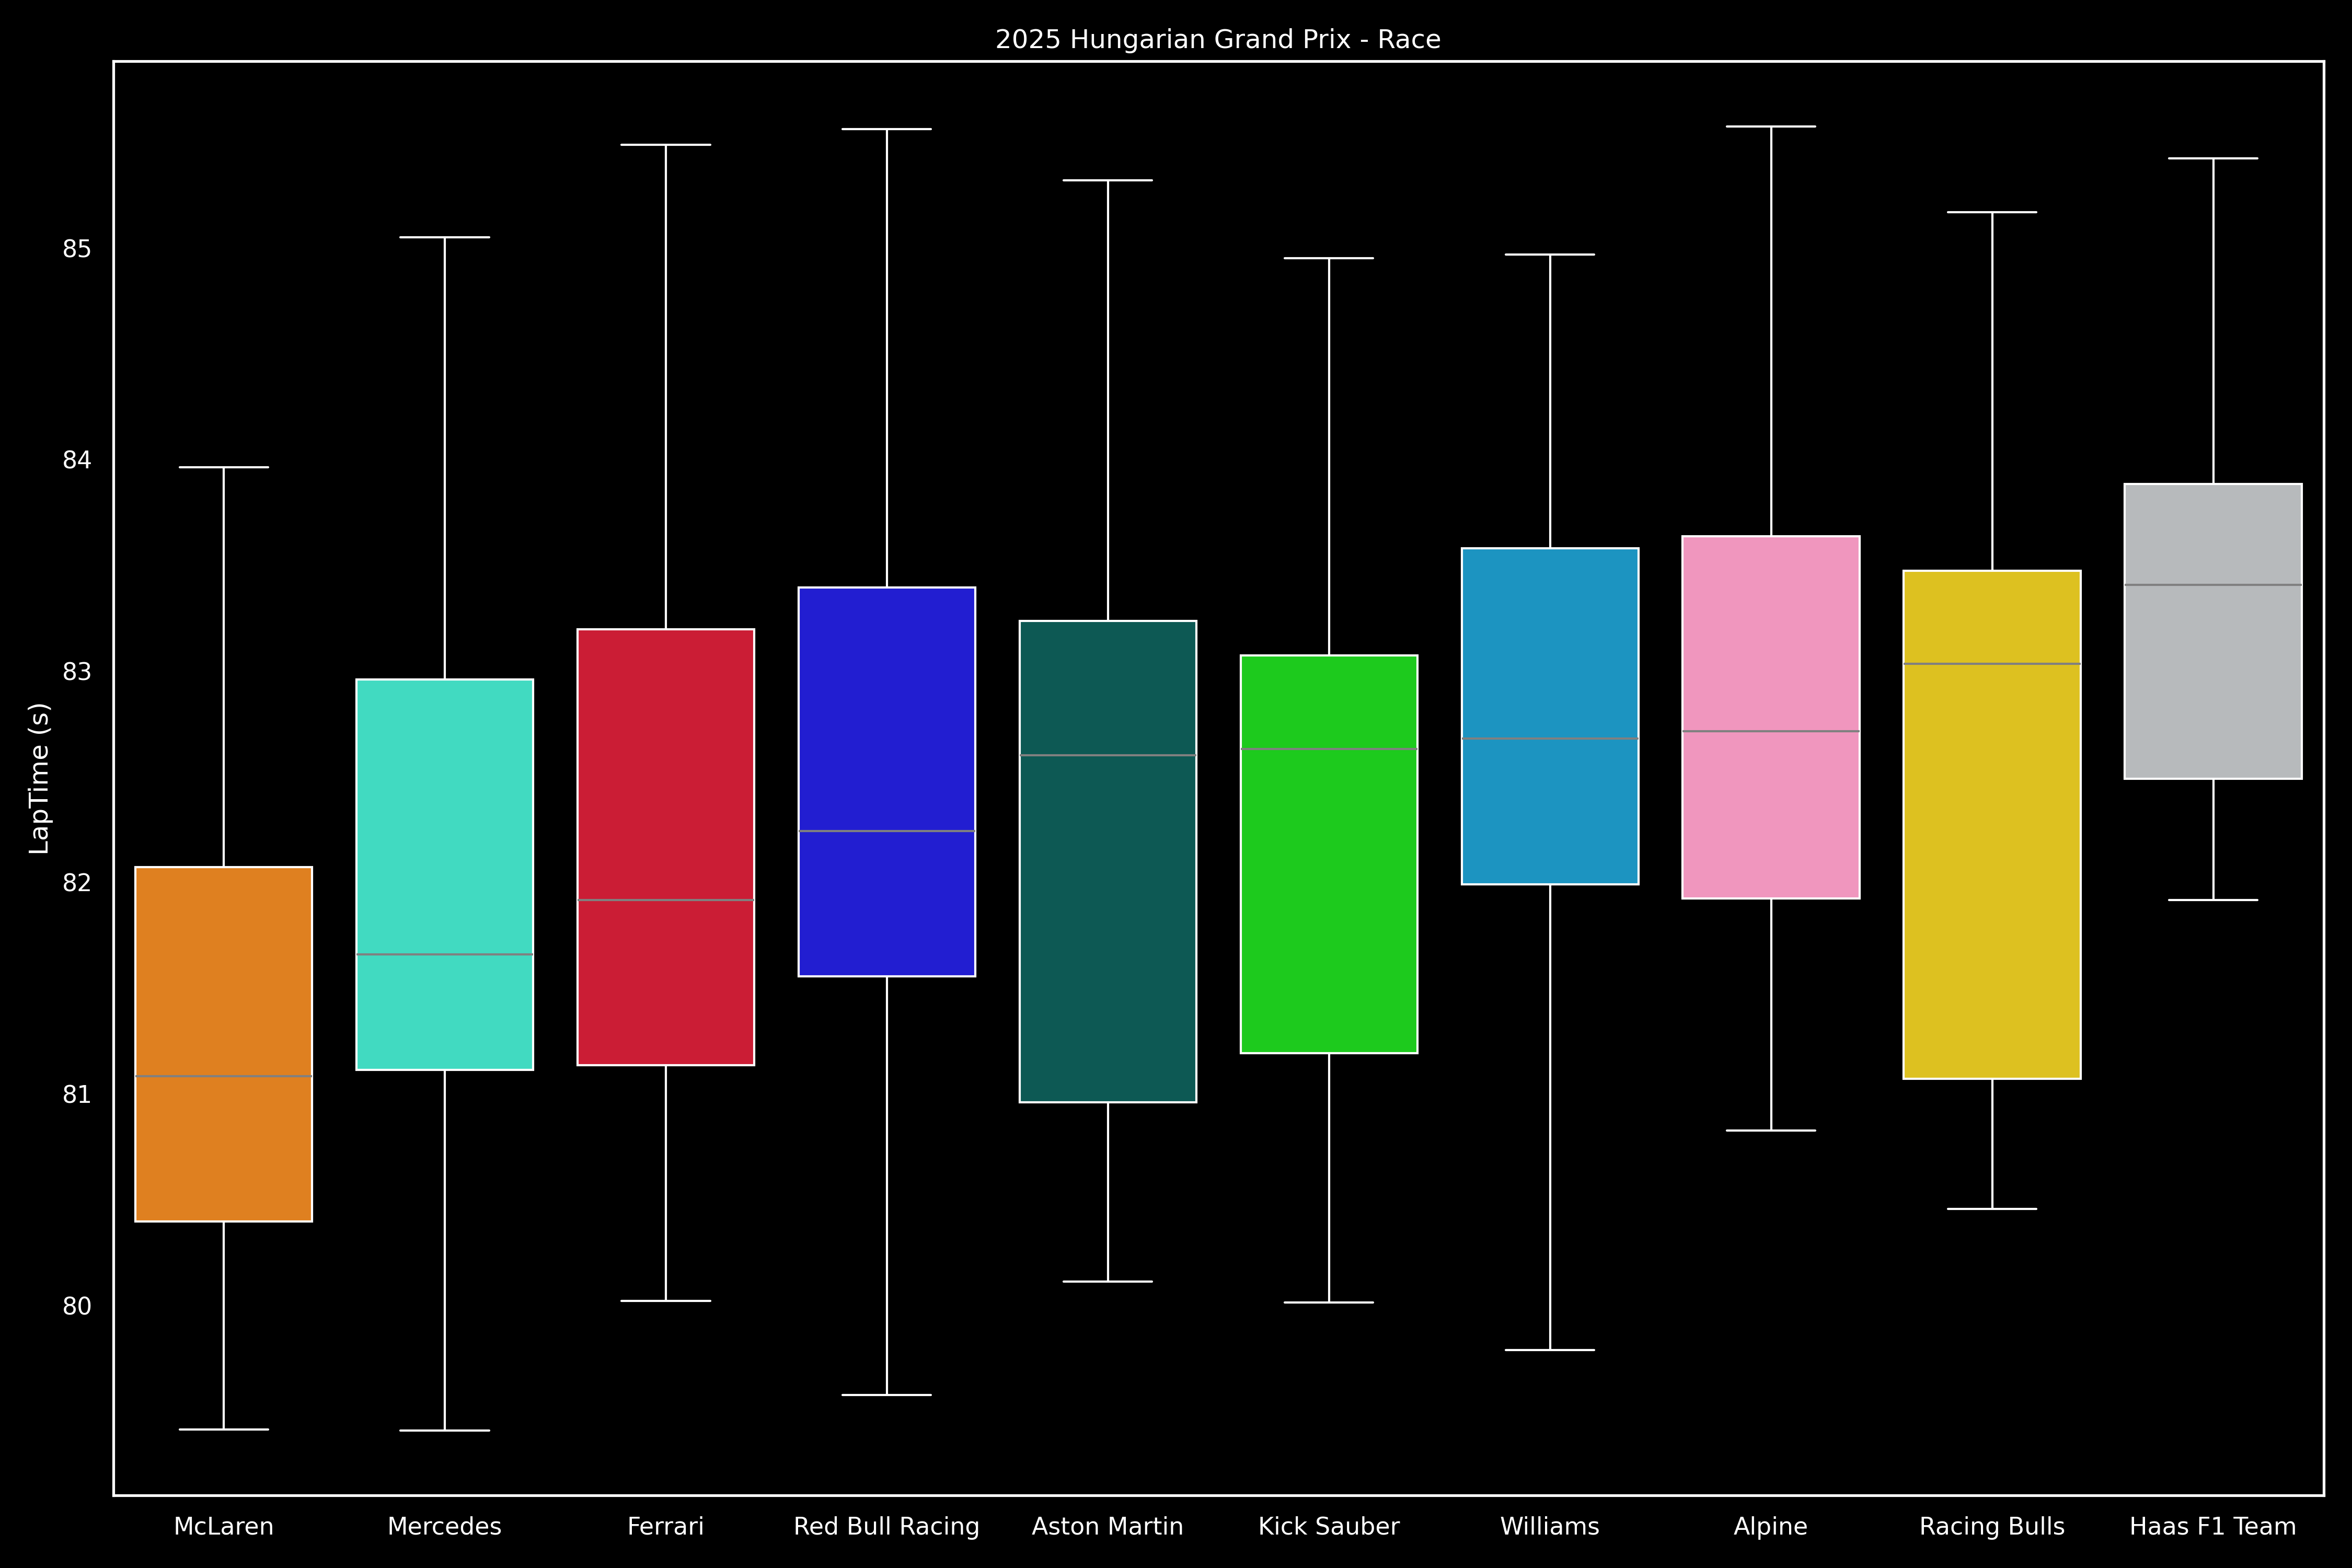 2025 Hungarian Grand Prix - Race
LapTime (s)
85
84
83
82
81
80
McLaren
Mercedes
Ferrari
Red Bull Racing
Aston Martin
Kick Sauber
Williams
Alpine
Racing Bulls
Haas F1 Team